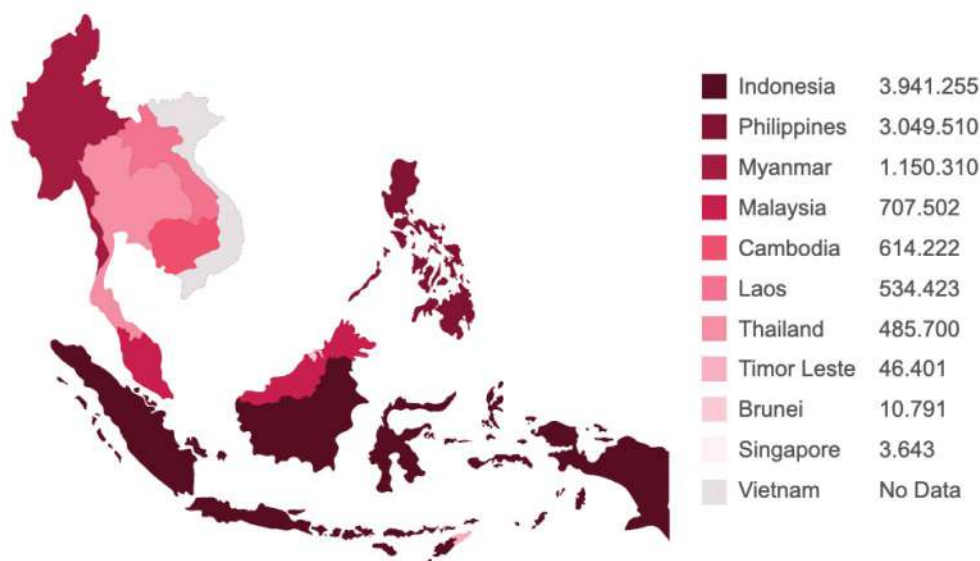 Indonesia 3.941.255
Philippines 3.049.510
Myanmar 1.150.310
Malaysia 707.502
Cambodia 614.222
Laos 534.423
Thailand 485.700
Timor Leste 46.401
Brunei 10.791
Singapore 3.643
Vietnam No Data